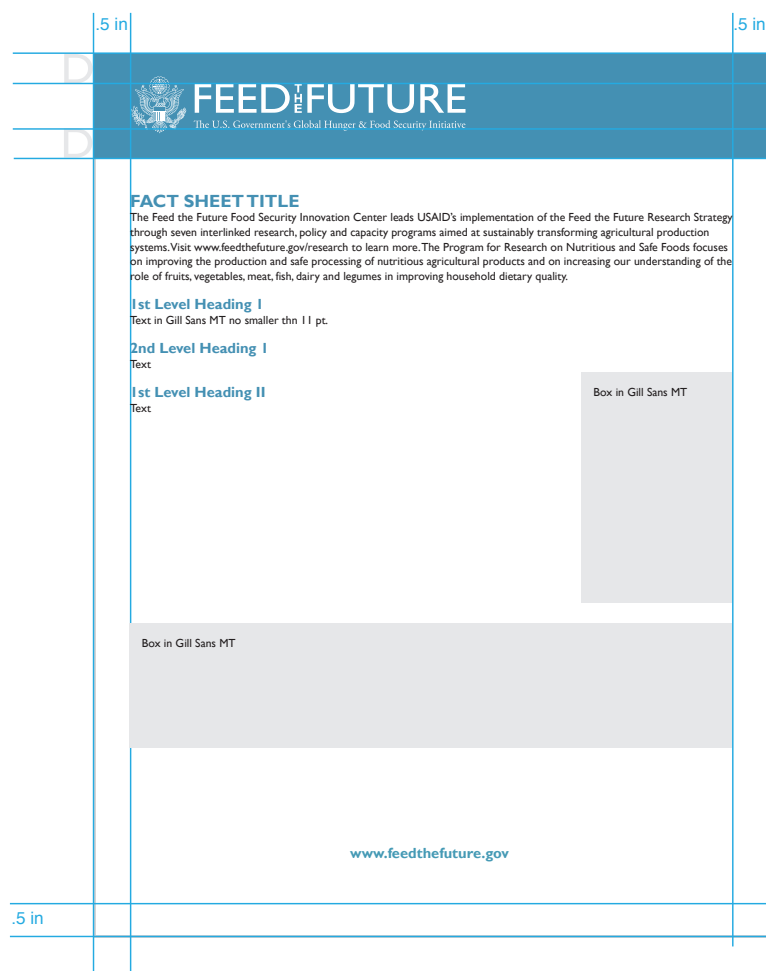 .5 in
.5 in
D
FEED THE FUTURE
The U.S. Government's Global Hunger & Food Security Initiative
D
FACT SHEET TITLE
The Feed the Future Food Security Innovation Center leads USAID's implementation of the Feed the Future Research Strategy
through seven interlinked research, policy and capacity programs aimed at sustainably transforming agricultural production
systems. Visit www.feedthefuture.gov/research to learn more. The Program for Research on Nutritious and Safe Foods focuses
on improving the production and safe processing of nutritious agricultural products and on increasing our understanding of the
role of fruits, vegetables, meat, fish, dairy and legumes in improving household dietary quality.
1st Level Heading 1
Text in Gill Sans MT no smaller thn 11 pt.
2nd Level Heading 1
Text
1st Level Heading II
Text
Box in Gill Sans MT
Box in Gill Sans MT
www.feedthefuture.gov
.5 in